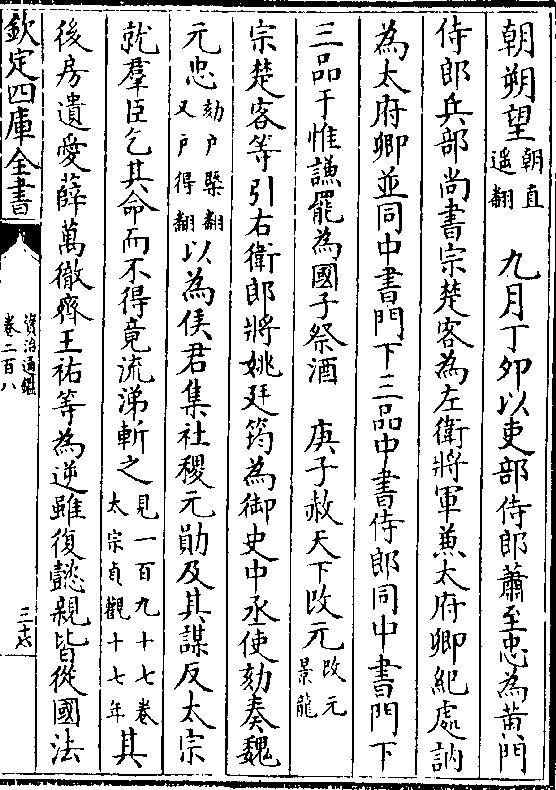 朝朔望朝直遥翻　九月丁夘以吏部侍郎蕭至忠為黄門
侍郎兵部尚書宗楚客為左衛將軍兼太府卿紀處訥
為太府卿並同中書門下三品中書侍郎同中書門下
三品于惟謙罷為國子祭酒　庚子赦天下改元改元景龍
宗楚客等引右衛郎將姚廷筠為御史中丞使劾奏魏
元忠劾户槩翻又户得翻以為侯君集社稷元勛及其謀反太宗
就羣臣乞其命而不得竟流涕斬之見一百九十七卷太宗貞觀十七年其
後房遺愛薛萬徹齊王祐等為逆雖復懿親皆從國法
欽定四庫全書
資治通鑑
卷二百八